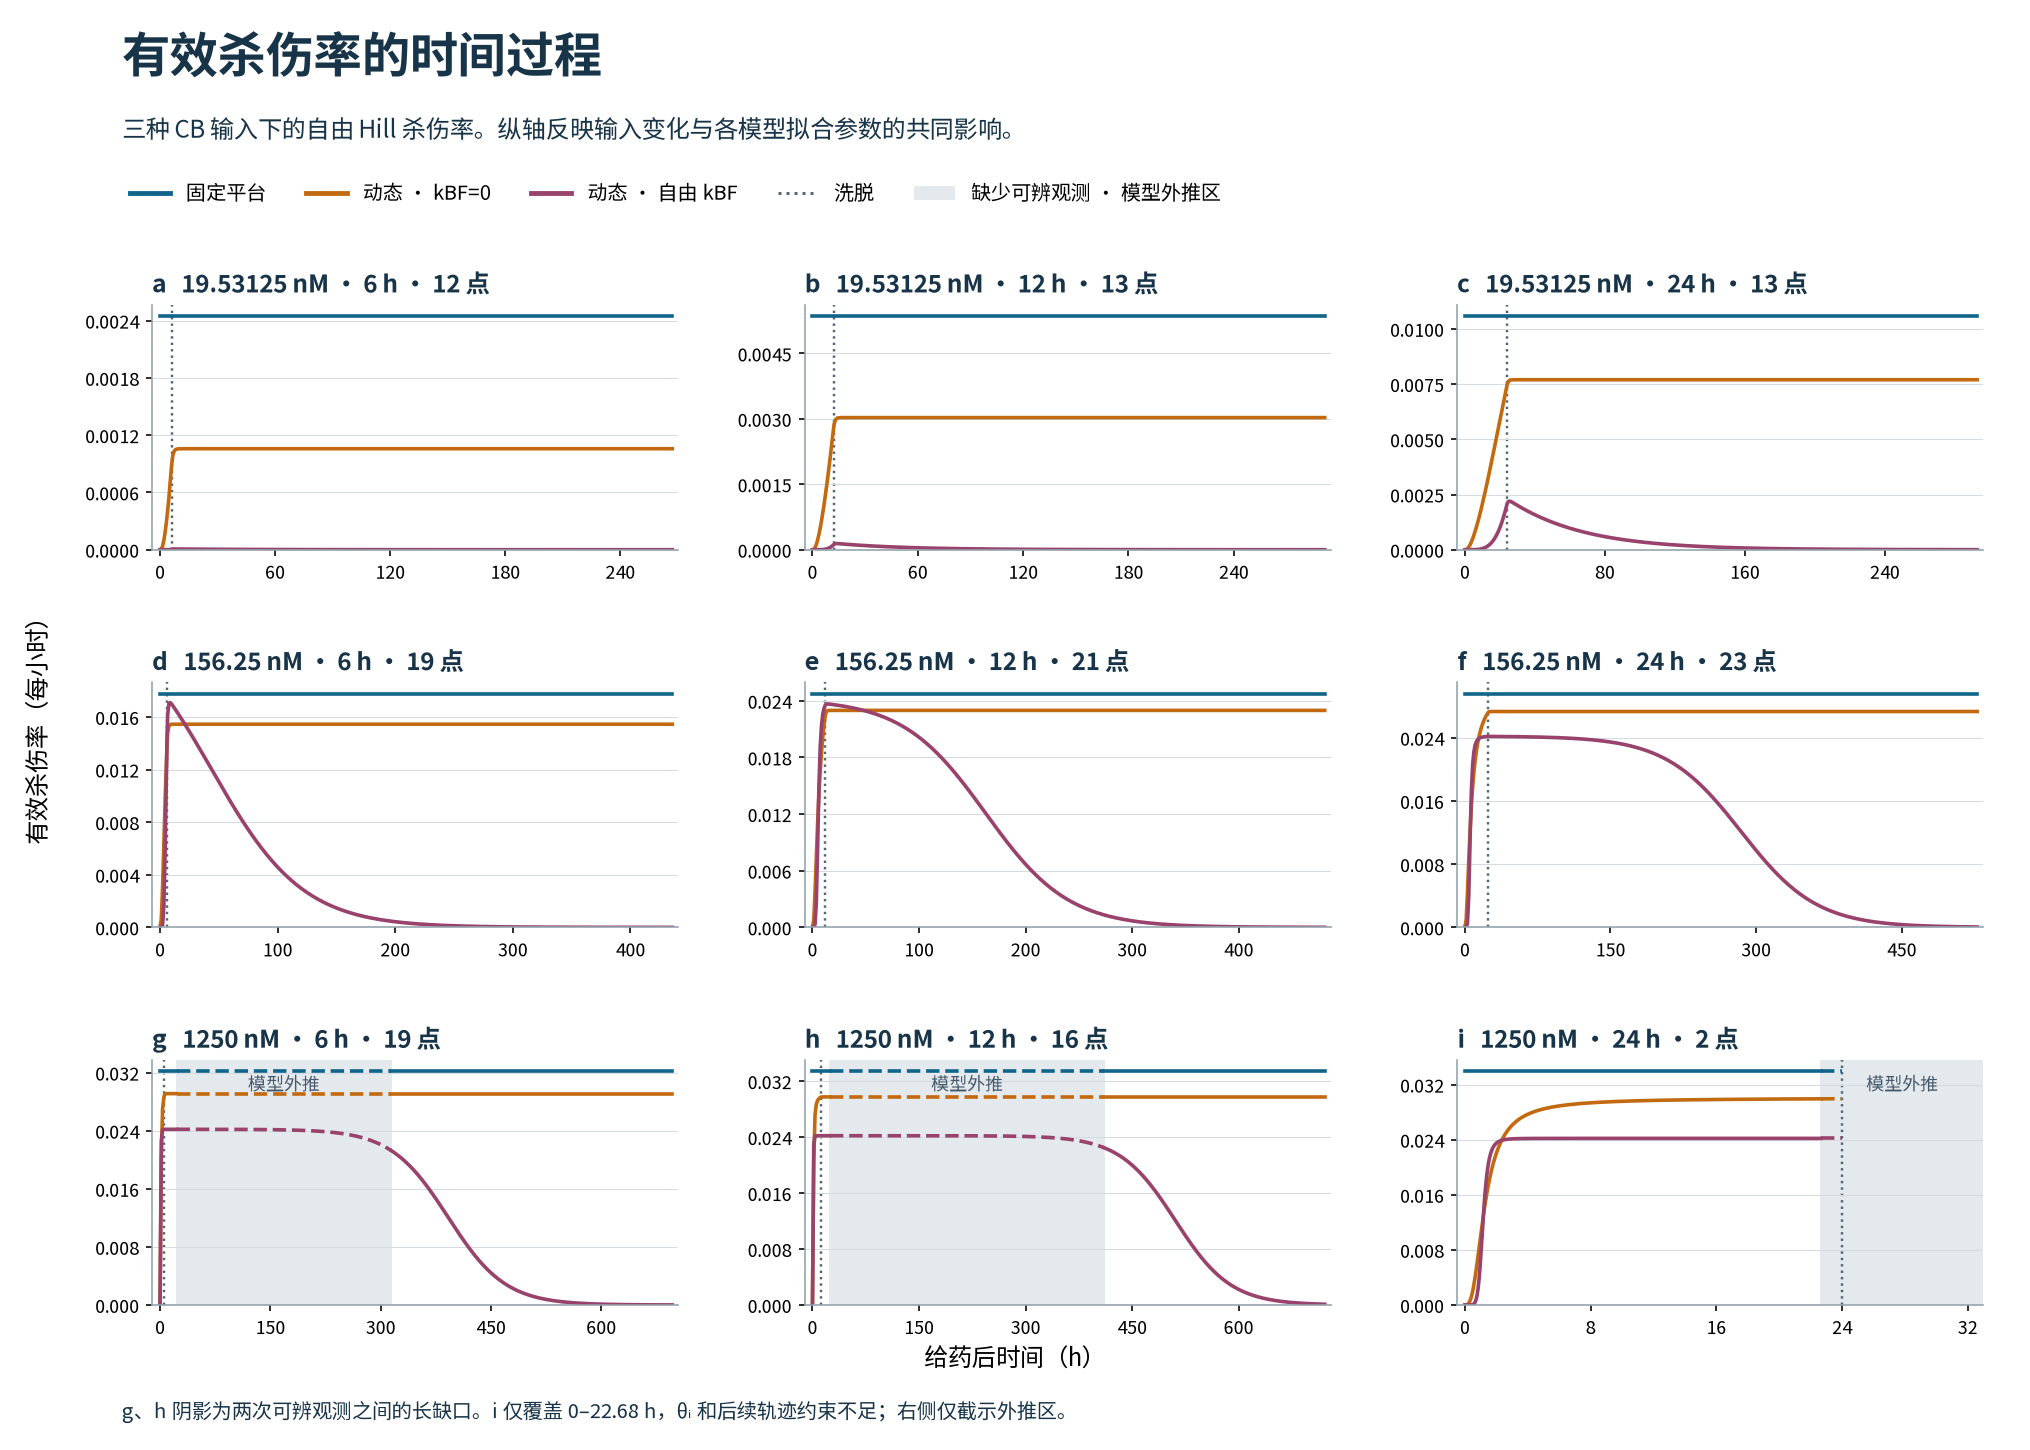 有效杀伤率的时间过程
三种 CB 输入下的自由 Hill 杀伤率。纵轴反映输入变化与各模型拟合参数的共同影响。
固定平台 动态 · kBF=0 动态 · 自由 kBF 洗脱 缺少可辨观测 · 模型外推区
a 19.53125 nM · 6 h · 12 点
0.0024
0.0018
0.0012
0.0006
0.0000
0 60 120 180 240
b 19.53125 nM · 12 h · 13 点
0.0045
0.0030
0.0015
0.0000
0 60 120 180 240
c 19.53125 nM · 24 h · 13 点
0.0100
0.0075
0.0050
0.0025
0.0000
0 80 160 240
有效杀伤率（每小时）
d 156.25 nM · 6 h · 19 点
0.016
0.012
0.008
0.004
0.000
0 100 200 300 400
e 156.25 nM · 12 h · 21 点
0.024
0.018
0.012
0.006
0.000
0 100 200 300 400
f 156.25 nM · 24 h · 23 点
0.024
0.016
0.008
0.000
0 150 300 450
g 1250 nM · 6 h · 19 点
模型外推
0.032
0.024
0.016
0.008
0.000
0 150 300 450 600
h 1250 nM · 12 h · 16 点
模型外推
0.032
0.024
0.016
0.008
0.000
0 150 300 450 600
i 1250 nM · 24 h · 2 点
模型外推
0.032
0.024
0.016
0.008
0.000
0 8 16 24 32
给药后时间（h）
g、h 阴影为两次可辨观测之间的长缺口。i 仅覆盖 0–22.68 h，θᵢ 和后续轨迹约束不足；右侧仅截示外推区。